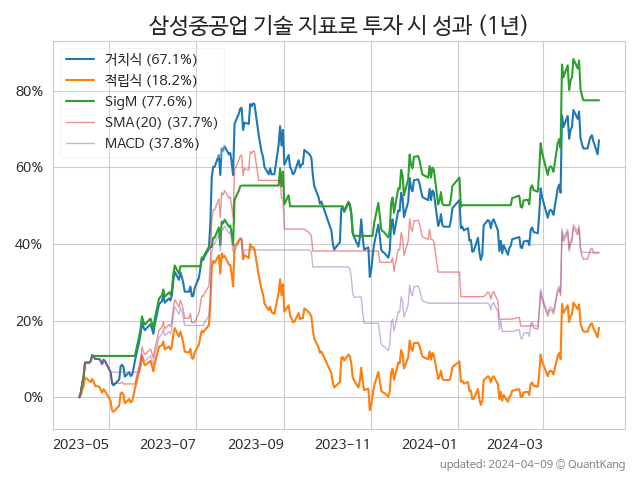 삼성중공업 기술 지표로 투자 시 성과 (1년)
거치식 (67.1%)
적립식 (18.2%)
SigM (77.6%)
SMA(20) (37.7%)
MACD (37.8%)
80%
60%
40%
20%
0%
2023-05 2023-07 2023-09 2023-11 2024-01 2024-03
updated: 2024-04-09 © QuantKang